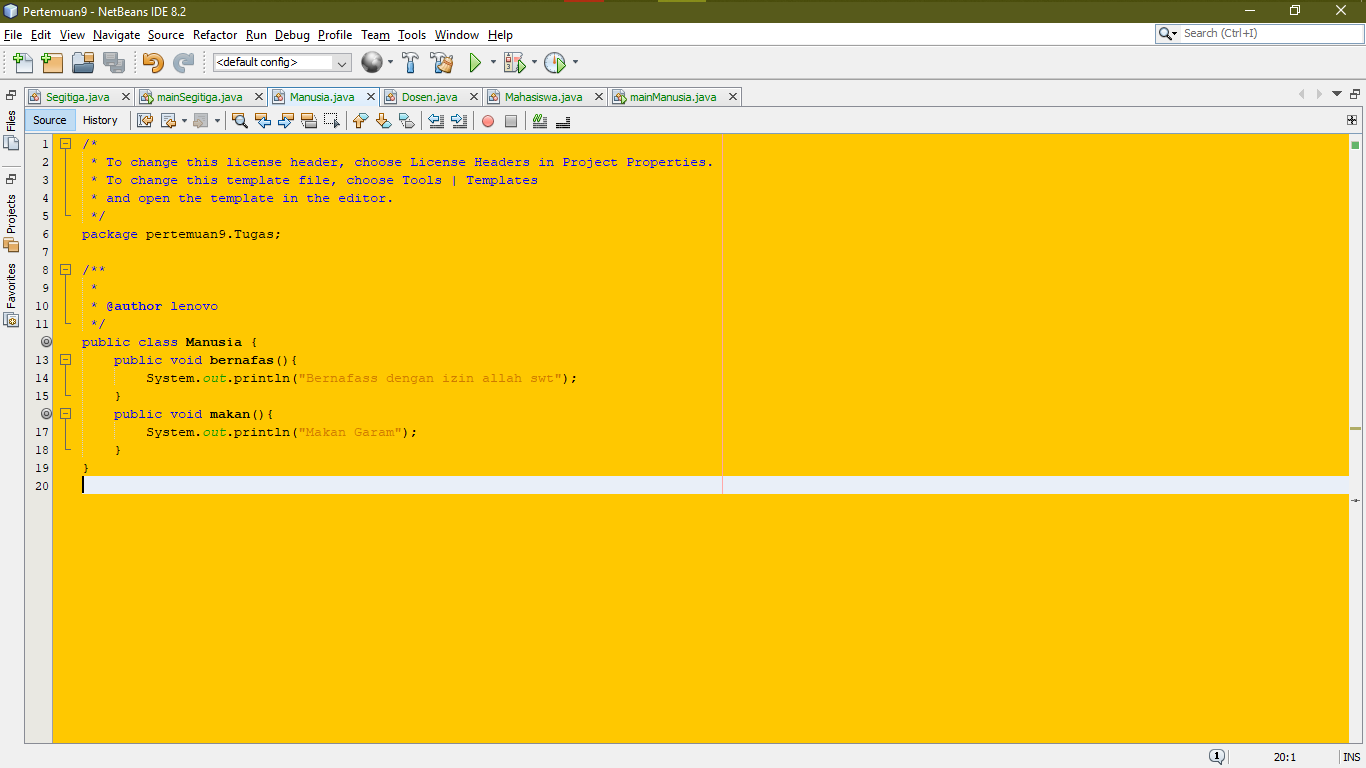 Pertemuan9 - NetBeans IDE 8.2
File Edit View Navigate Source Refactor Run Debug Profile Team Tools Window Help
Search (Ctrl+I)
<default config>
Files
Projects
Favorites
Segitiga.java mainSegitiga.java Manusia.java Dosen.java Mahasiswa.java mainManusia.java
Source History
1 /*
2 * To change this license header, choose License Headers in Project Properties.
3 * To change this template file, choose Tools | Templates
4 * and open the template in the editor.
5 */
6 package pertemuan9.Tugas;
7
8 /**
9 *
10 * @author lenovo
11 */
public class Manusia {
13 public void bernafas(){
14 System.out.println("Bernafass dengan izin allah swt");
15 }
public void makan(){
17 System.out.println("Makan Garam");
18 }
19 }
20
1 20:1 INS